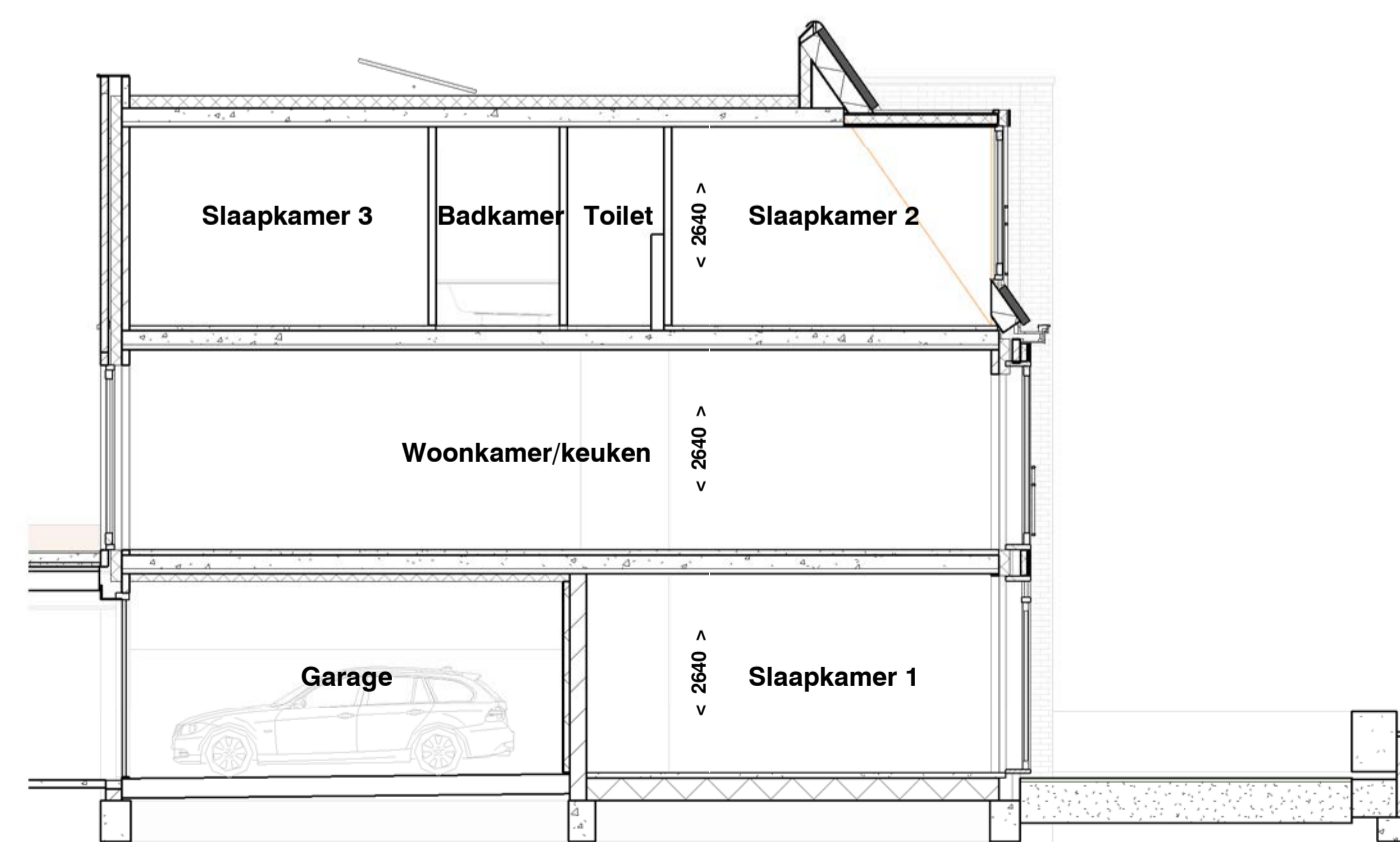 Slaapkamer 3
Badkamer
Toilet
< 2640 >
Slaapkamer 2
Woonkamer/keuken
< 2640 >
Garage
< 2640 >
Slaapkamer 1